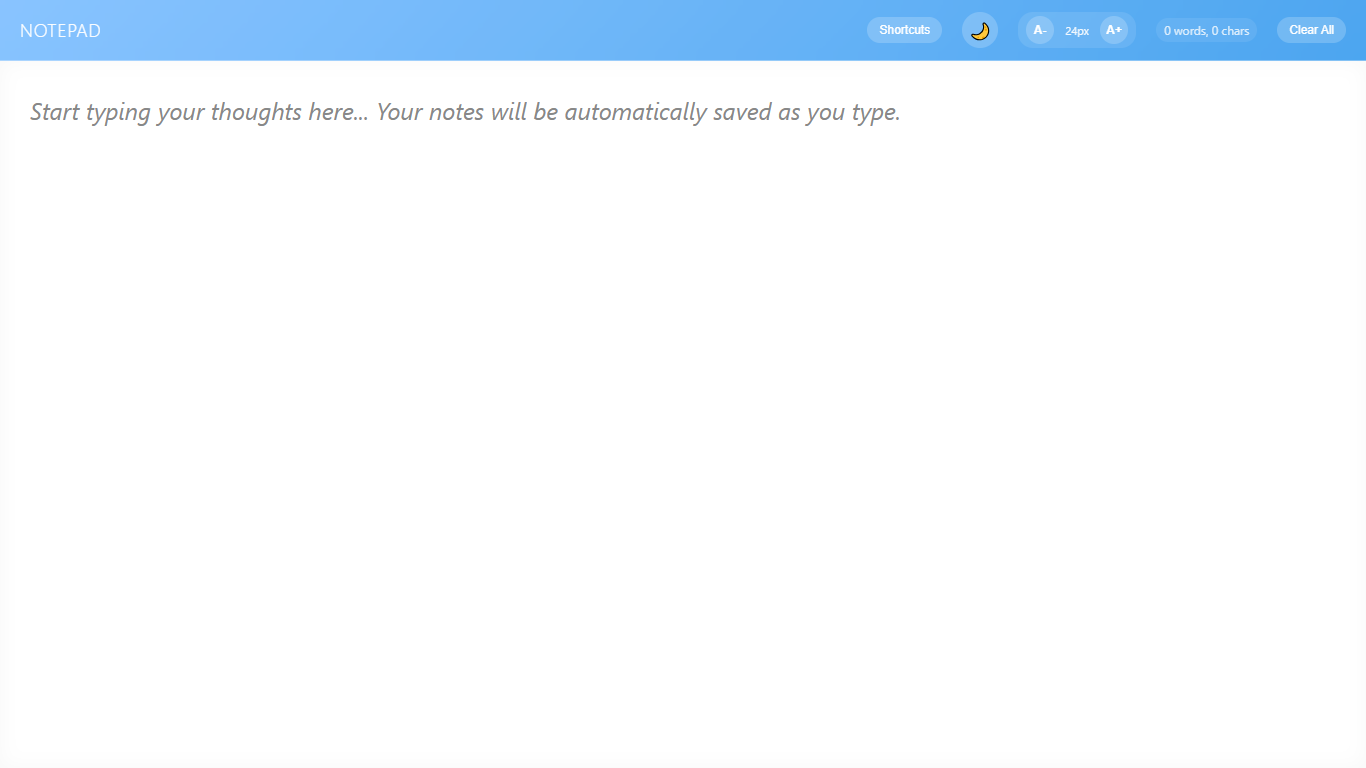 NOTEPAD
Shortcuts
A-
24px
A+
0 words, 0 chars
Clear All
Start typing your thoughts here... Your notes will be automatically saved as you type.